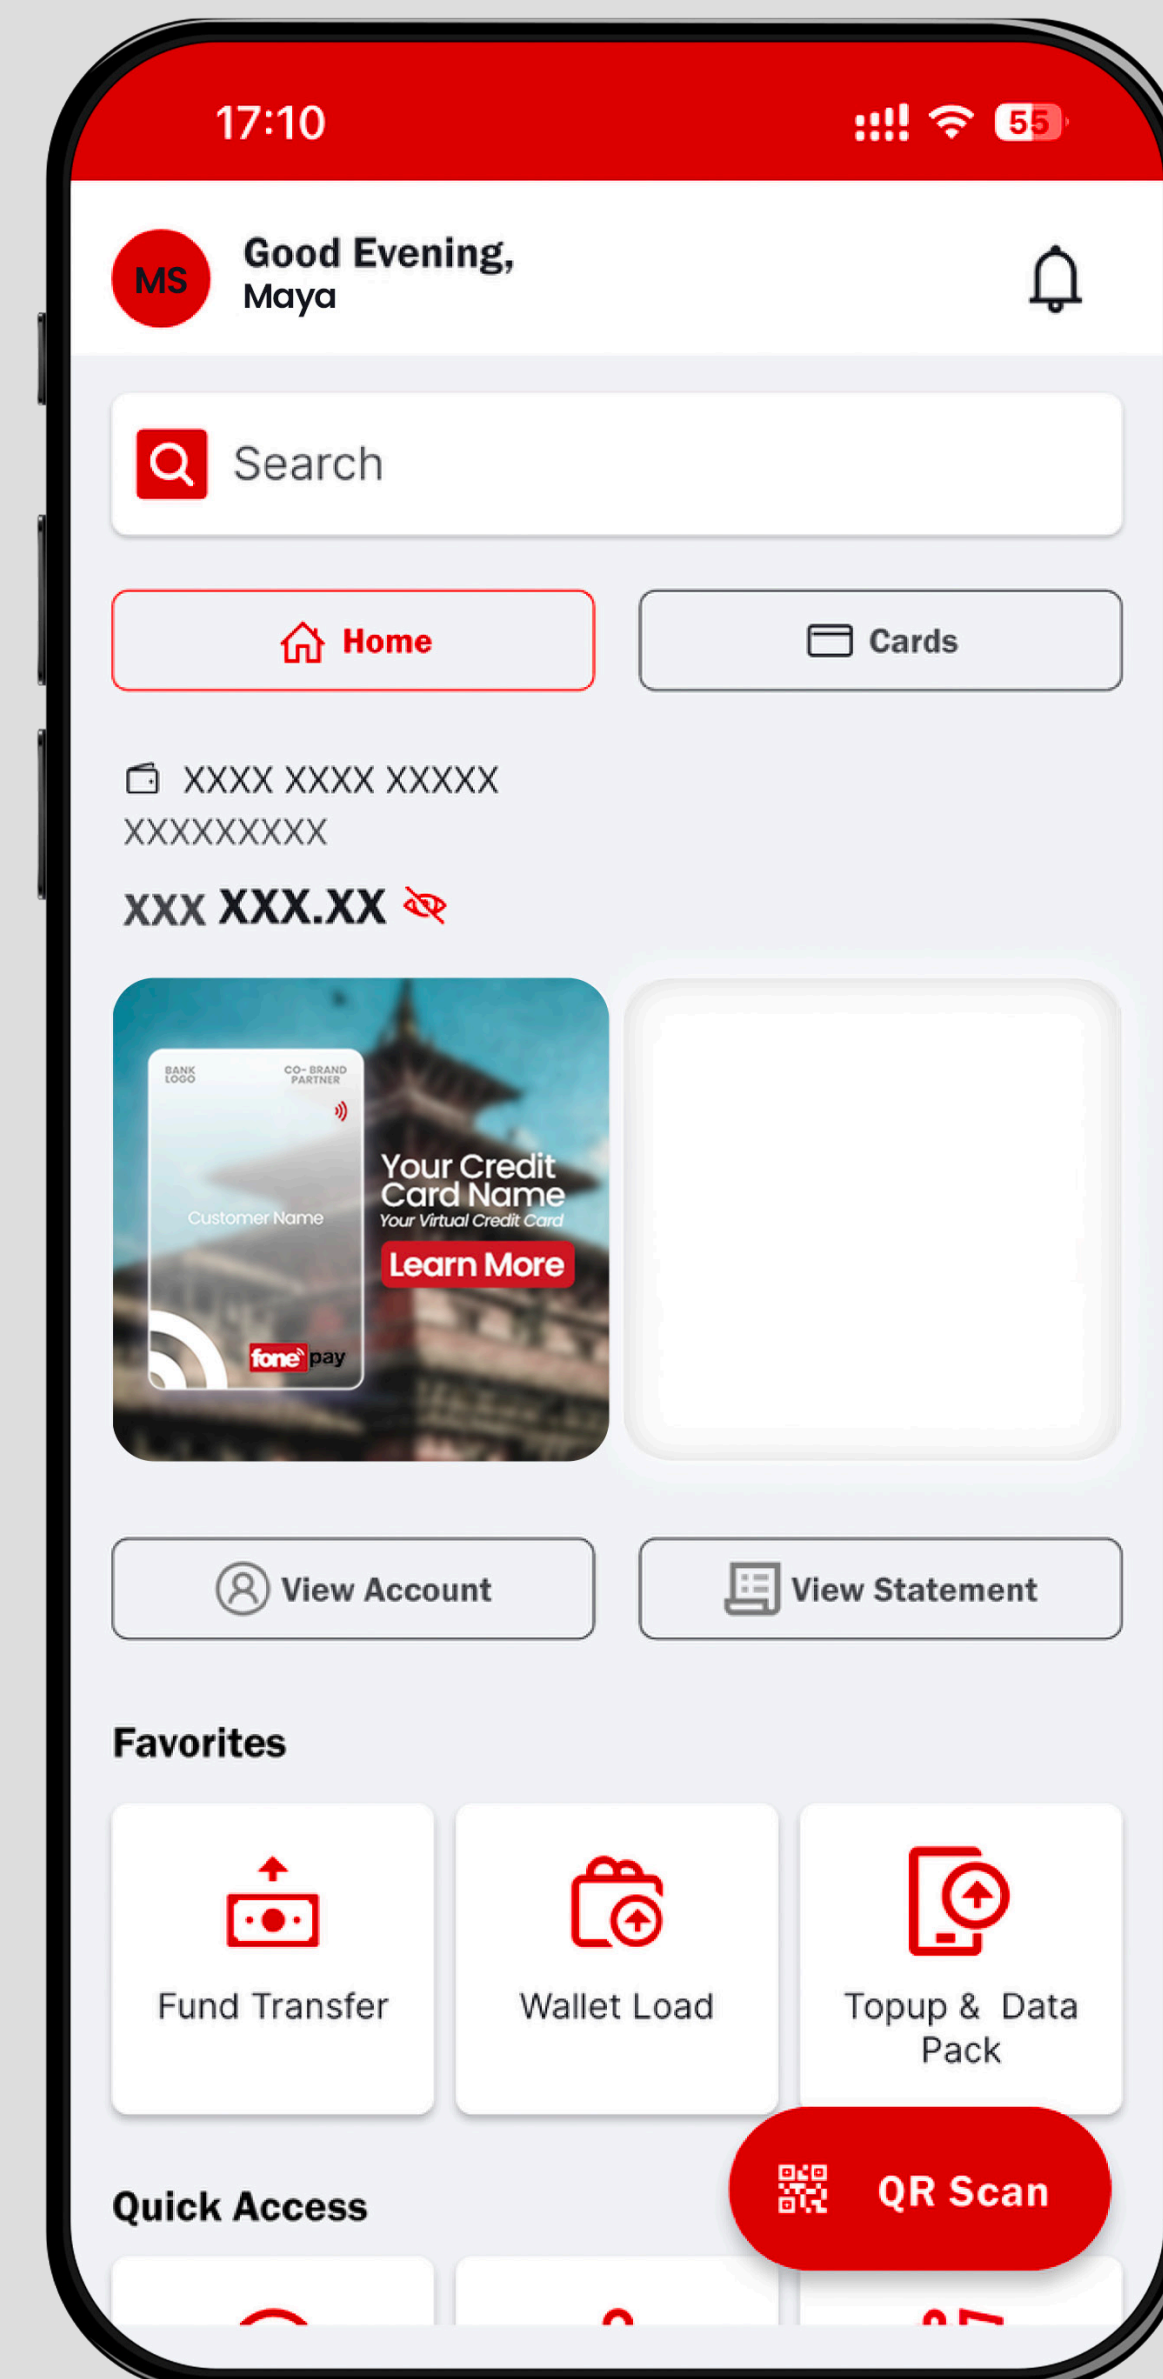 17:10
55
MS
Good Evening,
Maya
Search
Home
Cards
XXXX XXXX XXXXX
XXXXXXXXX
XXX XXX.XX
BANK
LOGO
CO- BRAND
PARTNER
Customer Name
fonepay
Your Credit
Card Name
Your Virtual Credit Card
Learn More
View Account
View Statement
Favorites
Fund Transfer
Wallet Load
Topup & Data
Pack
Quick Access
QR Scan